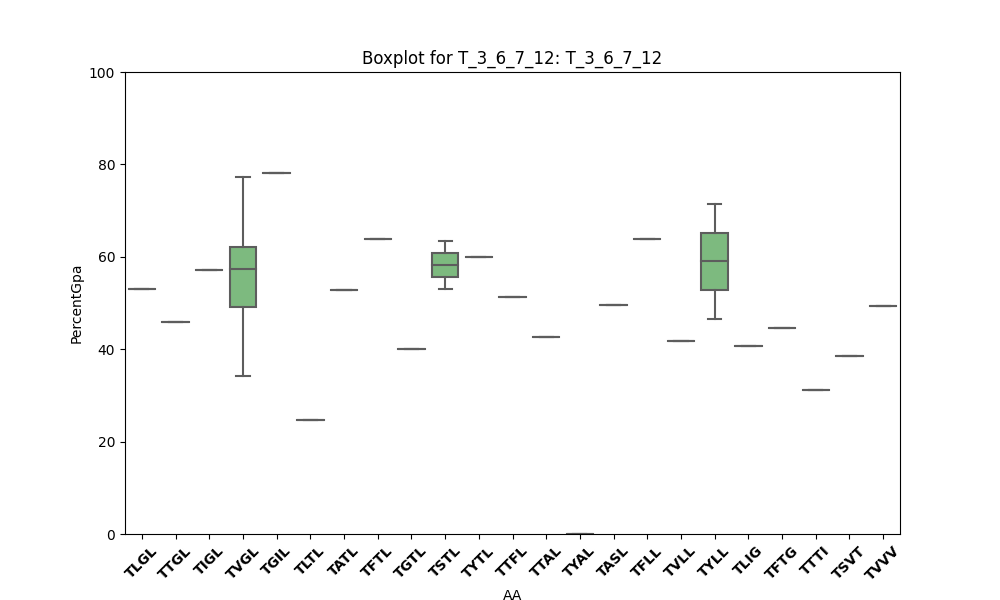 Boxplot for T_3_6_7_12: T_3_6_7_12
100
80
60
40
20
0
PercentGpa
TLGL TTGL TIGL TVGL TGIL TLTL TATL TFTL TGTL TSTL TYTL TTFL TTAL TYAL TASL TFLL TVLL TYLL TLIG TFTG TTTI TSVT TVVV
AA